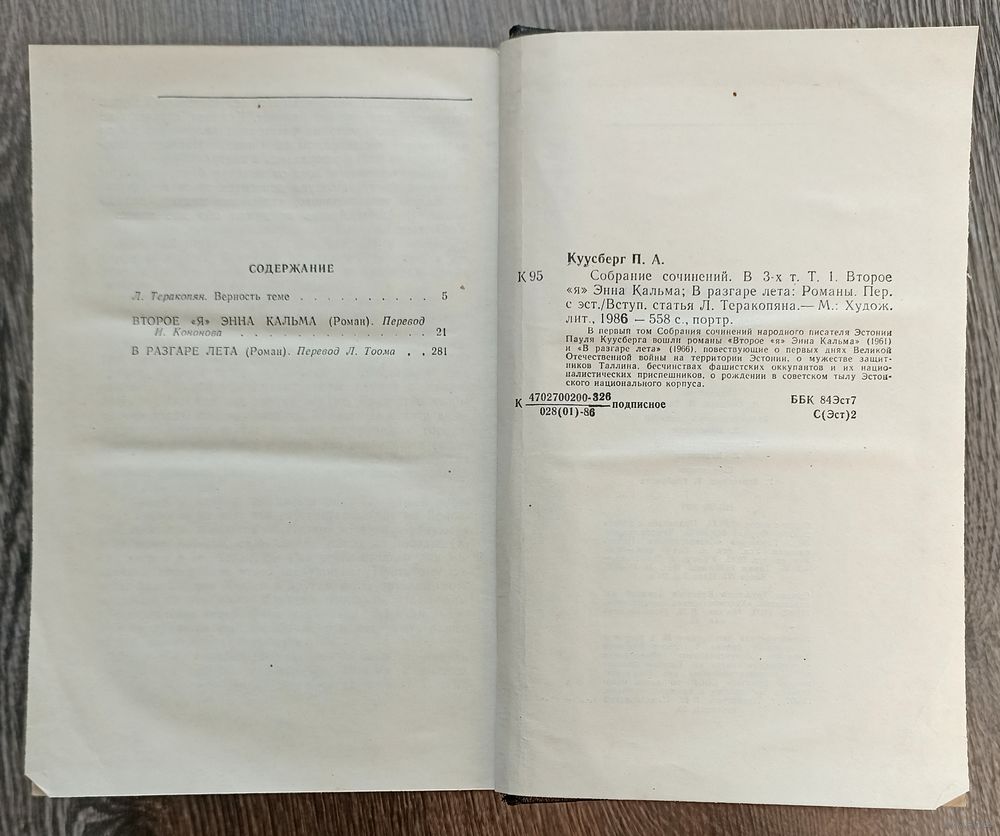 СОДЕРЖАНИЕ
Л. Теракопян. Верность теме . . . . . . . . . . 5
ВТОРОЕ «Я» ЭННА КАЛЬМА (Роман). Перевод
И. Кононова . . . . . . . . . . . . . . . 21
В РАЗГАРЕ ЛЕТА (Роман). Перевод Л. Тоома . . 281
Куусберг П. А.
К 95 Собрание сочинений. В 3-х т. Т. 1. Второе
«я» Энна Кальма; В разгаре лета: Романы. Пер.
с эст./Вступ. статья Л. Теракопяна.— М.: Худож.
лит., 1986 — 558 с., портр.
В первый том Собрания сочинений народного писателя Эстонии
Пауля Куусберга вошли романы «Второе «я» Энна Кальма» (1961)
и «В разгаре лета» (1966), повествующие о первых днях Великой
Отечественной войны на территории Эстонии, о мужестве защит-
ников Таллина, бесчинствах фашистских оккупантов и их нацио-
налистических приспешников, о рождении в советском тылу Эстон-
ского национального корпуса.
К 4702700200-326 подписное ББК 84Эст7
028(01)-86 С(Эст)2